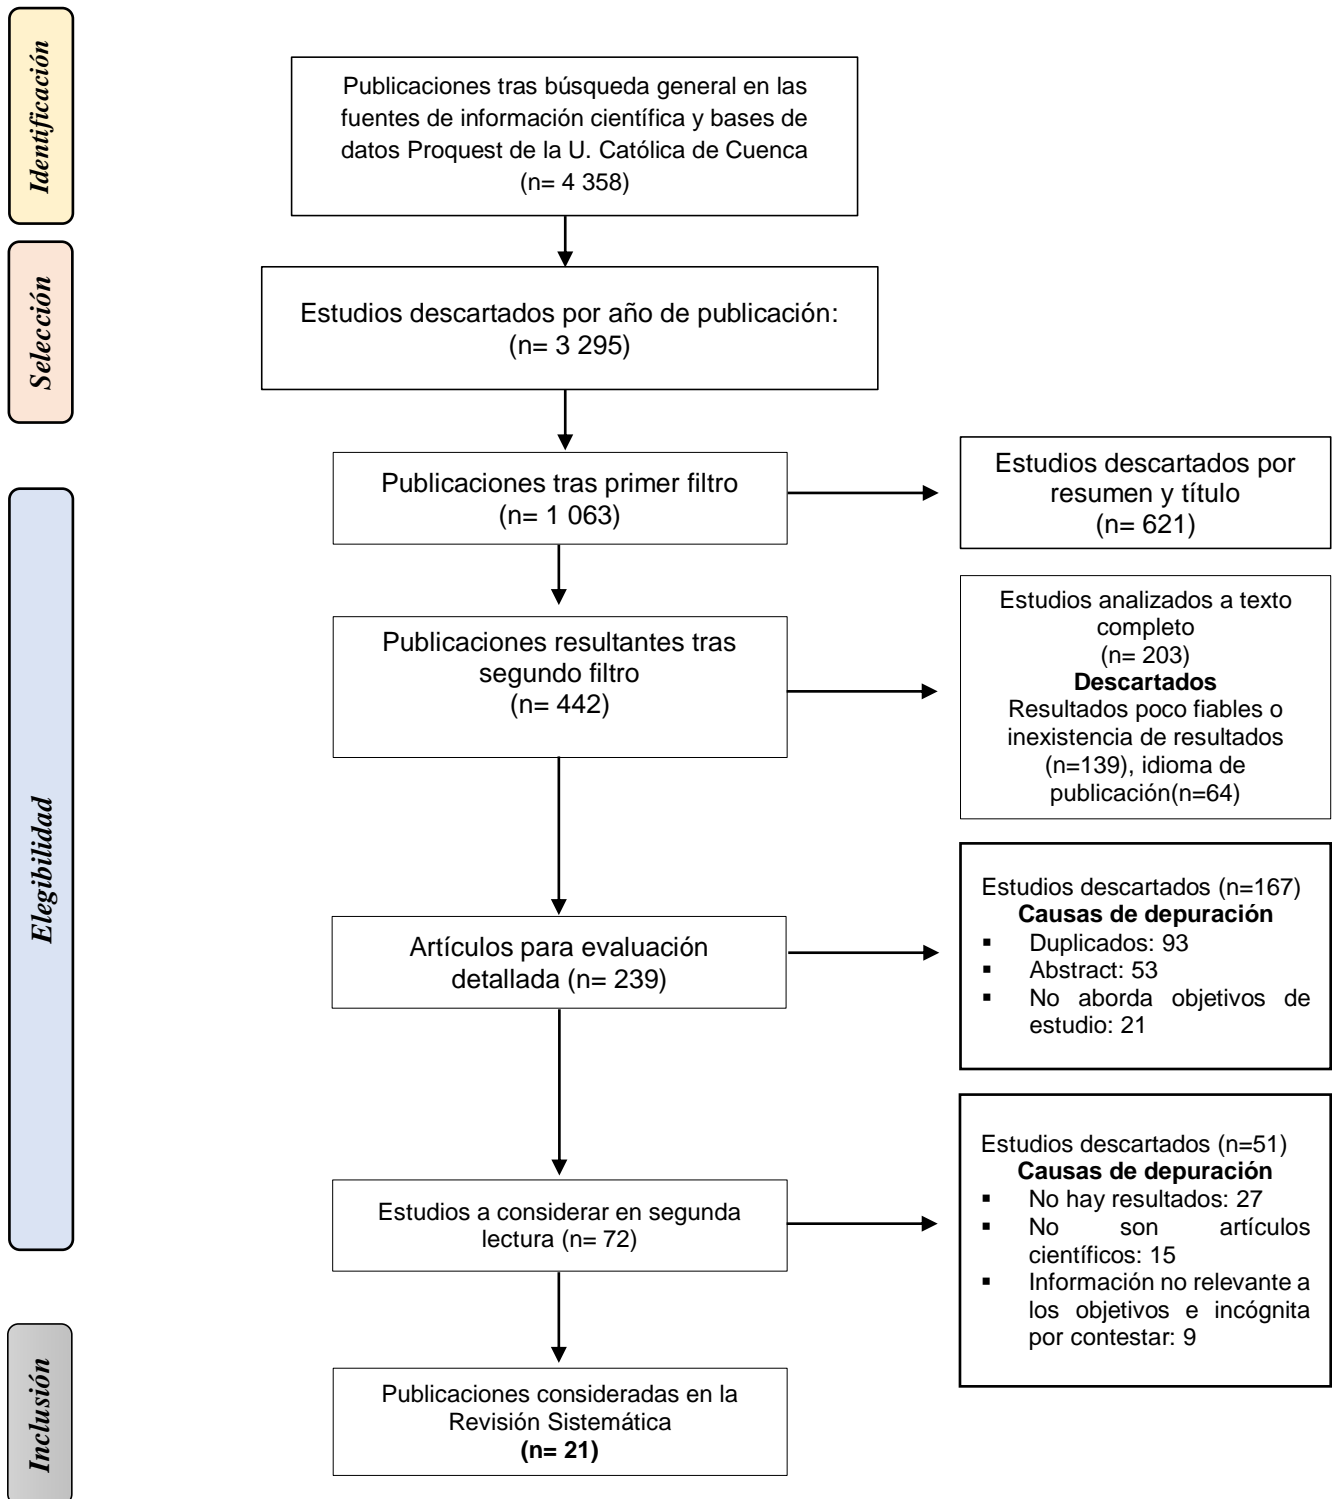 Identificación
Publicaciones tras búsqueda general en las
fuentes de información científica y bases de
datos Proquest de la U. Católica de Cuenca
(n= 4 358)
Selección
Estudios descartados por año de publicación:
(n= 3 295)
Elegibilidad
Publicaciones tras primer filtro
(n= 1 063)
Estudios descartados por
resumen y título
(n= 621)
Publicaciones resultantes tras
segundo filtro
(n= 442)
Estudios analizados a texto
completo
(n= 203)
Descartados
Resultados poco fiables o
inexistencia de resultados
(n=139), idioma de
publicación(n=64)
Artículos para evaluación
detallada (n= 239)
Estudios descartados (n=167)
Causas de depuración
▪ Duplicados: 93
▪ Abstract: 53
▪ No aborda objetivos de
estudio: 21
Estudios a considerar en segunda
lectura (n= 72)
Estudios descartados (n=51)
Causas de depuración
▪ No hay resultados: 27
▪ No son artículos
científicos: 15
▪ Información no relevante a
los objetivos e incógnita
por contestar: 9
Inclusión
Publicaciones consideradas en la
Revisión Sistemática
(n= 21)